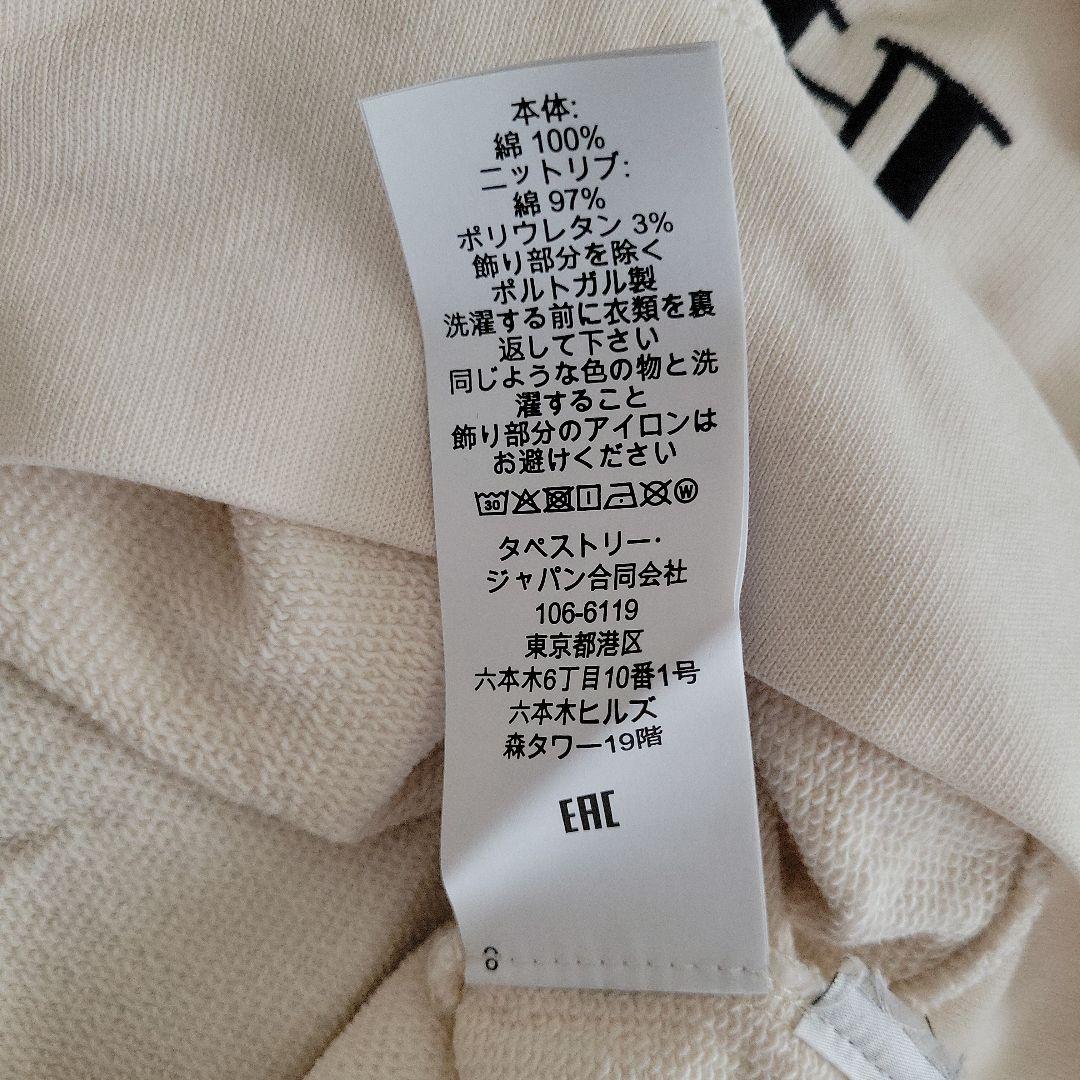 本体:
綿 100%
ニットリブ:
綿 97%
ポリウレタン 3%
飾り部分を除く
ポルトガル製
洗濯する前に衣類を裏
返して下さい
同じような色の物と洗
濯すること
飾り部分のアイロンは
お避けください
30 W
タペストリー・
ジャパン合同会社
106-6119
東京都港区
六本木6丁目10番1号
六本木ヒルズ
森タワー19階
EAC